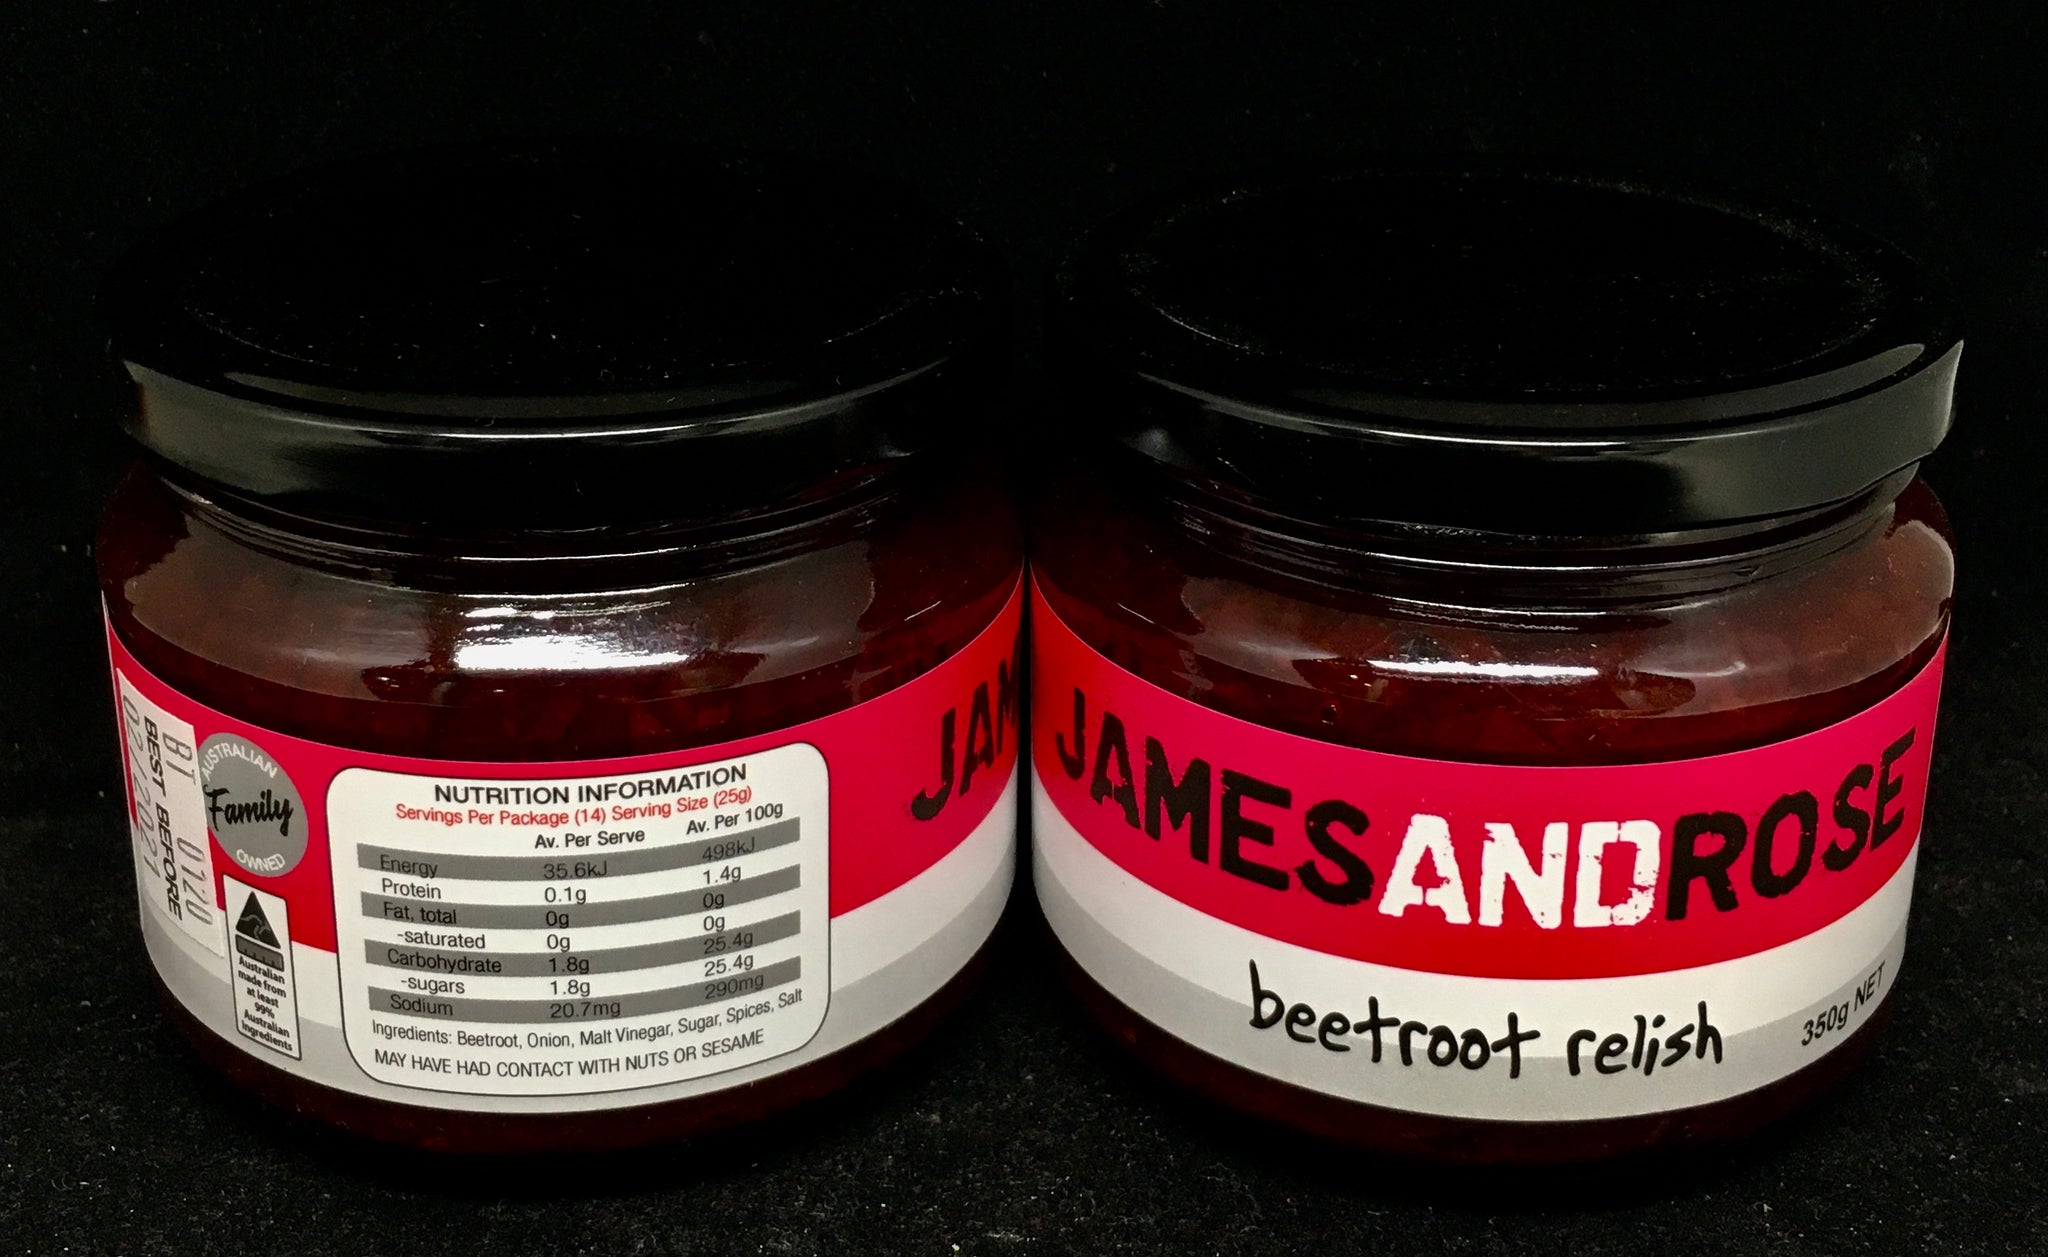 BT 0120
BEST BEFORE
02/2021
AUSTRALIAN
Family
OWNED
Australian
made from
at least
99%
Australian
ingredients
NUTRITION INFORMATION
Servings Per Package (14) Serving Size (25g)
Av. Per Serve Av. Per 100g
Energy 35.6kJ 498kJ
Protein 0.1g 1.4g
Fat, total 0g 0g
-saturated 0g 0g
Carbohydrate 1.8g 25.4g
-sugars 1.8g 25.4g
Sodium 20.7mg 290mg
Ingredients: Beetroot, Onion, Malt Vinegar, Sugar, Spices, Salt
MAY HAVE HAD CONTACT WITH NUTS OR SESAME
JAM
JAMESANDROSE
beetroot relish
350g NET